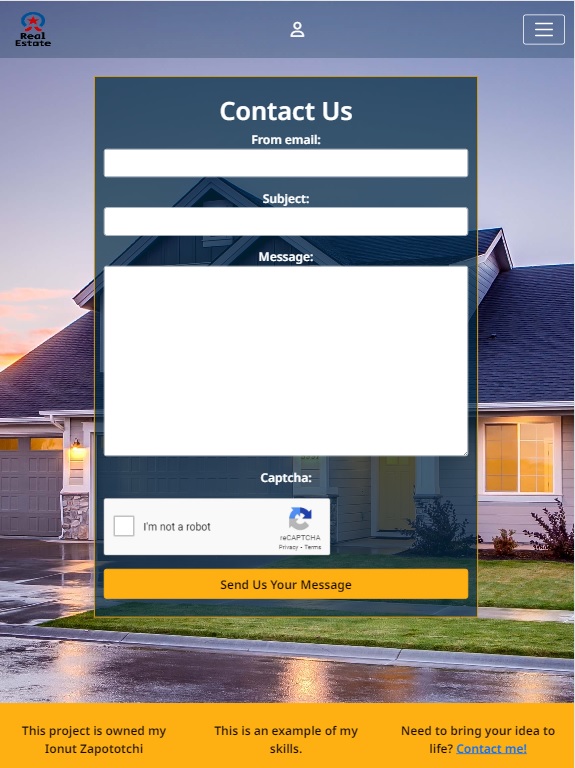 Real
Estate
Contact Us
From email:
Subject:
Message:
Captcha:
I'm not a robot
reCAPTCHA
Privacy - Terms
Send Us Your Message
This project is owned my
Ionut Zapototchi
This is an example of my
skills.
Need to bring your idea to
life? Contact me!